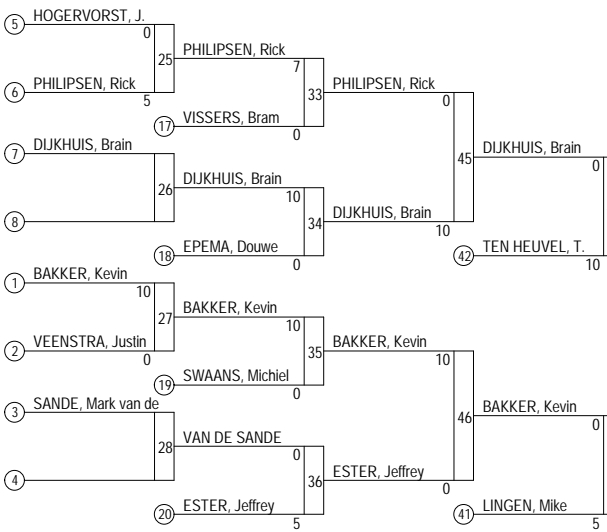 5 HOGERVORST, J.
0
25 PHILIPSEN, Rick
7
6 PHILIPSEN, Rick
5
33 PHILIPSEN, Rick
0
17 VISSERS, Bram
0
7 DIJKHUIS, Brain
45 DIJKHUIS, Brain
0
26 DIJKHUIS, Brain
10
8
34 DIJKHUIS, Brain
10
18 EPEMA, Douwe
0
42 TEN HEUVEL, T.
10
1 BAKKER, Kevin
10
27 BAKKER, Kevin
10
2 VEENSTRA, Justin
0
35 BAKKER, Kevin
10
19 SWAANS, Michiel
0
3 SANDE, Mark van de
46 BAKKER, Kevin
0
28 VAN DE SANDE
0
4
36 ESTER, Jeffrey
0
20 ESTER, Jeffrey
5
41 LINGEN, Mike
5